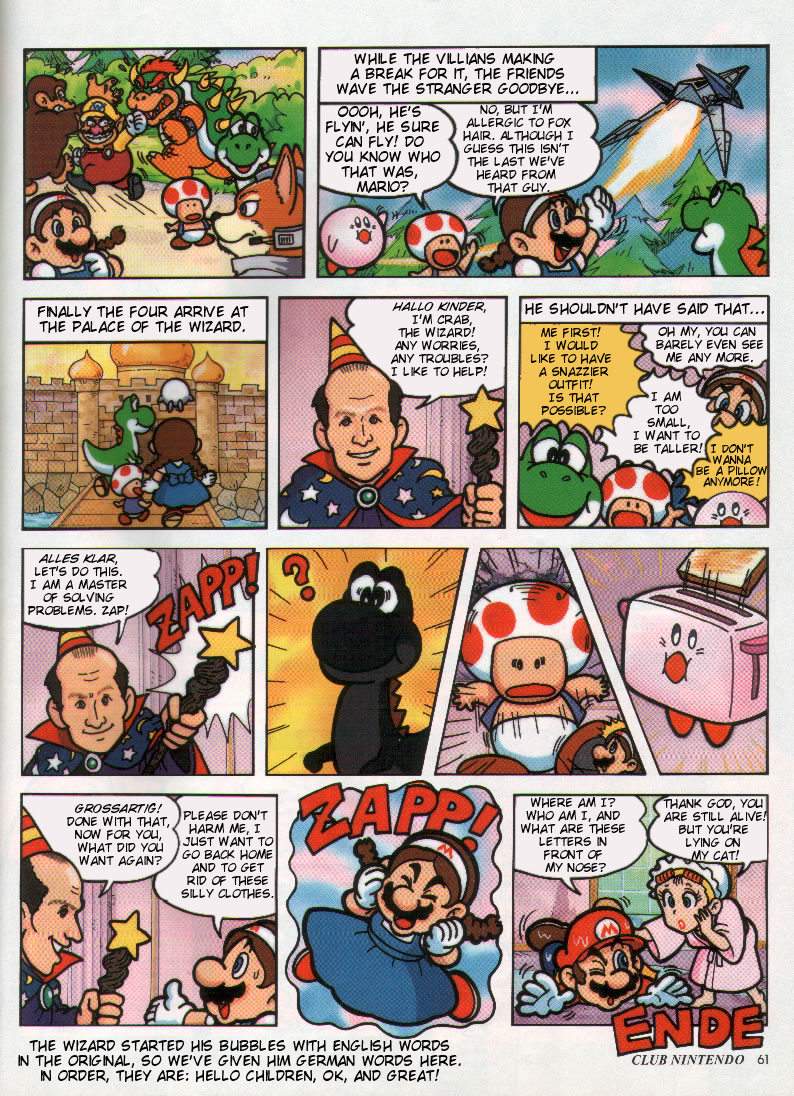 WHILE THE VILLIANS MAKING
A BREAK FOR IT, THE FRIENDS
WAVE THE STRANGER GOODBYE...
OOOH, HE'S
FLYIN', HE SURE
CAN FLY! DO
YOU KNOW WHO
THAT WAS,
MARIO?
NO, BUT I'M
ALLERGIC TO FOX
HAIR. ALTHOUGH I
GUESS THIS ISN'T
THE LAST WE'VE
HEARD FROM
THAT GUY.
FINALLY THE FOUR ARRIVE AT
THE PALACE OF THE WIZARD.
HALLO KINDER,
I'M CRAB,
THE WIZARD!
ANY WORRIES,
ANY TROUBLES?
I LIKE TO HELP!
HE SHOULDN'T HAVE SAID THAT...
ME FIRST!
I WOULD
LIKE TO HAVE
A SNAZZIER
OUTFIT!
IS THAT
POSSIBLE?
OH MY, YOU CAN
BARELY EVEN SEE
ME ANY MORE.
I AM
TOO
SMALL,
I WANT TO
BE TALLER!
I DON'T
WANNA
BE A PILLOW
ANYMORE!
ALLES KLAR,
LET'S DO THIS.
I AM A MASTER
OF SOLVING
PROBLEMS. ZAP!
ZAPP!
?
GROSSARTIG!
DONE WITH THAT,
NOW FOR YOU,
WHAT DID YOU
WANT AGAIN?
PLEASE DON'T
HARM ME, I
JUST WANT TO
GO BACK HOME
AND TO GET
RID OF THESE
SILLY CLOTHES.
ZAPP!
M
WHERE AM I?
WHO AM I, AND
WHAT ARE THESE
LETTERS IN
FRONT OF
MY NOSE?
THANK GOD, YOU
ARE STILL ALIVE!
BUT YOU'RE
LYING ON
MY CAT!
M
ENDE
THE WIZARD STARTED HIS BUBBLES WITH ENGLISH WORDS
IN THE ORIGINAL, SO WE'VE GIVEN HIM GERMAN WORDS HERE.
IN ORDER, THEY ARE: HELLO CHILDREN, OK, AND GREAT!
CLUB NINTENDO 61